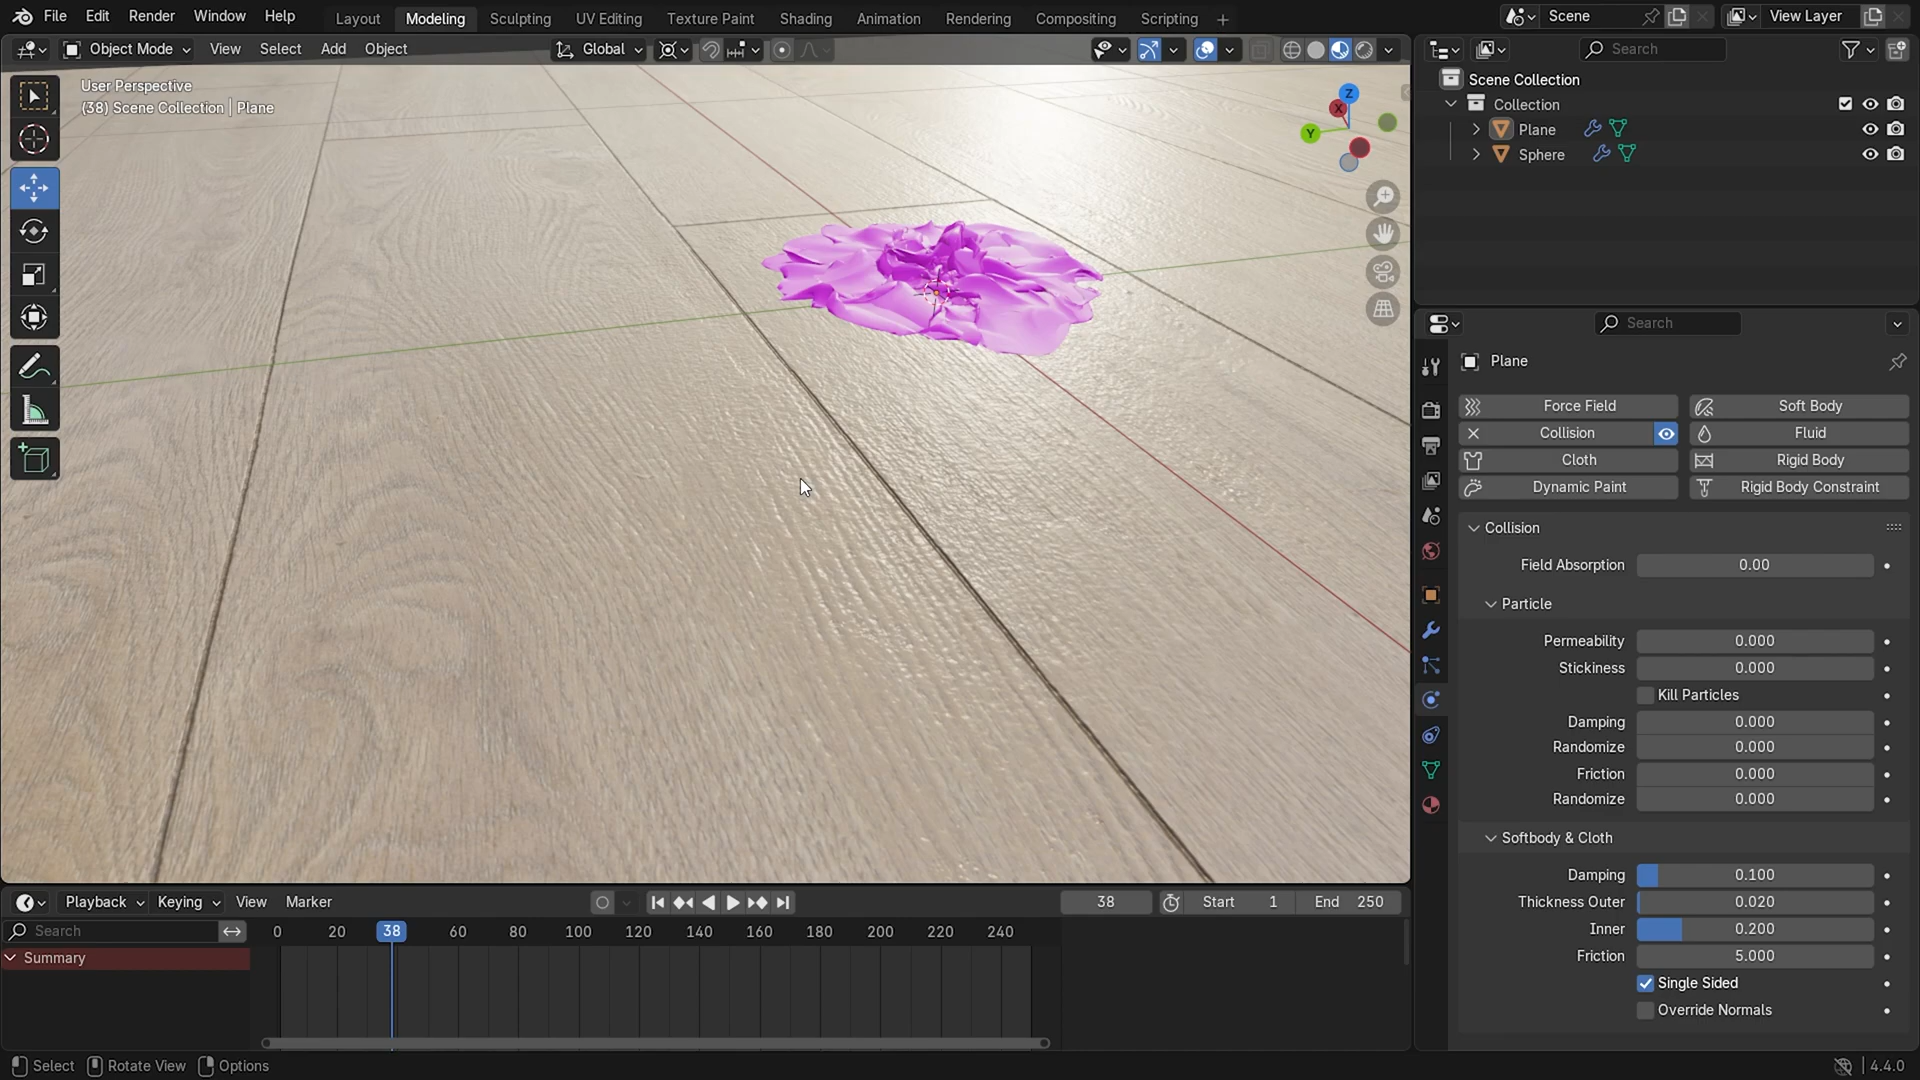 File Edit Render Window Help Layout Modeling Sculpting UV Editing Texture Paint Shading Animation Rendering Compositing Scripting + Scene View Layer
Object Mode View Select Add Object Global Search
User Perspective
(38) Scene Collection | Plane
Z
X
Y
Scene Collection
Collection
Plane
Sphere
Search
Plane
Force Field Soft Body
Collision Fluid
Cloth Rigid Body
Dynamic Paint Rigid Body Constraint
Collision
Field Absorption 0.00
Particle
Permeability 0.000
Stickiness 0.000
Kill Particles
Damping 0.000
Randomize 0.000
Friction 0.000
Randomize 0.000
Softbody & Cloth
Damping 0.100
Thickness Outer 0.020
Inner 0.200
Friction 5.000
Single Sided
Override Normals
Playback Keying View Marker 38 Start 1 End 250
Search 0 20 38 60 80 100 120 140 160 180 200 220 240
Summary
Select Rotate View Options 4.4.0